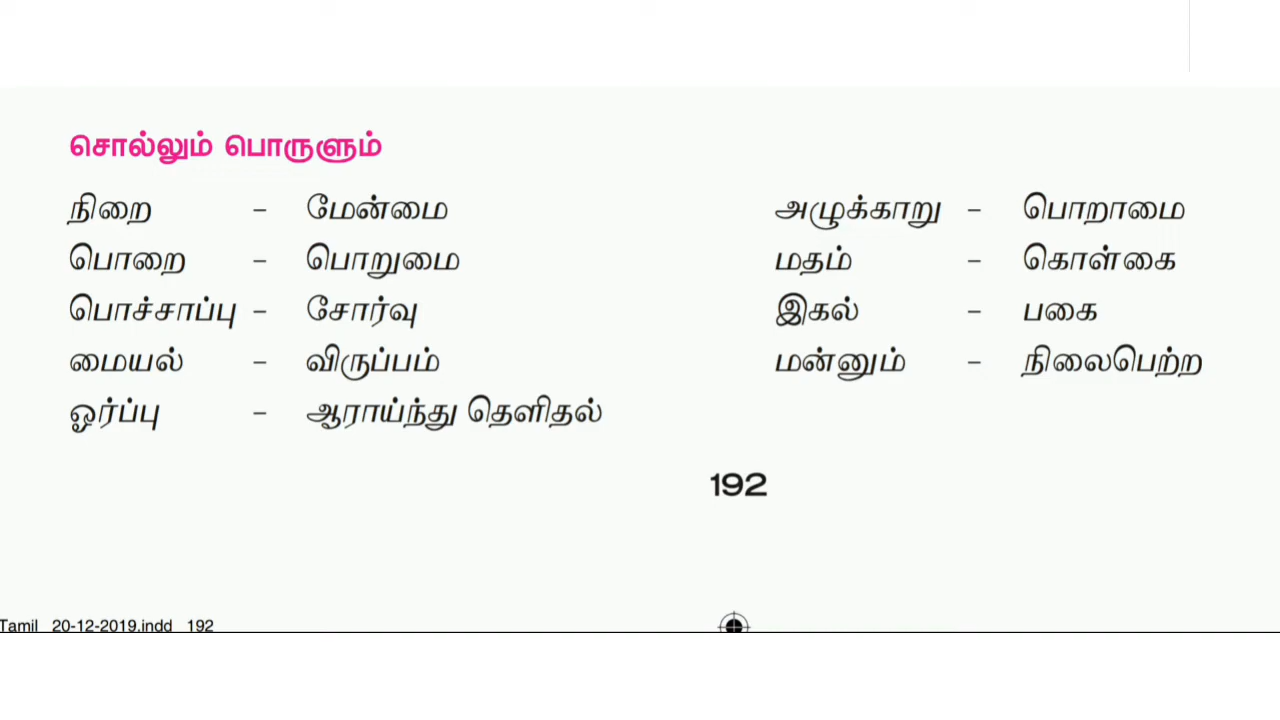 சொல்லும் பொருளும்
நிறை – மேன்மை
பொறை – பொறுமை
பொச்சாப்பு – சோர்வு
மையல் – விருப்பம்
ஓர்ப்பு – ஆராய்ந்து தெளிதல்
அழுக்காறு – பொறாமை
மதம் – கொள்கை
இகல் – பகை
மன்னும் – நிலைபெற்ற
192
Tamil 20-12-2019.indd 192